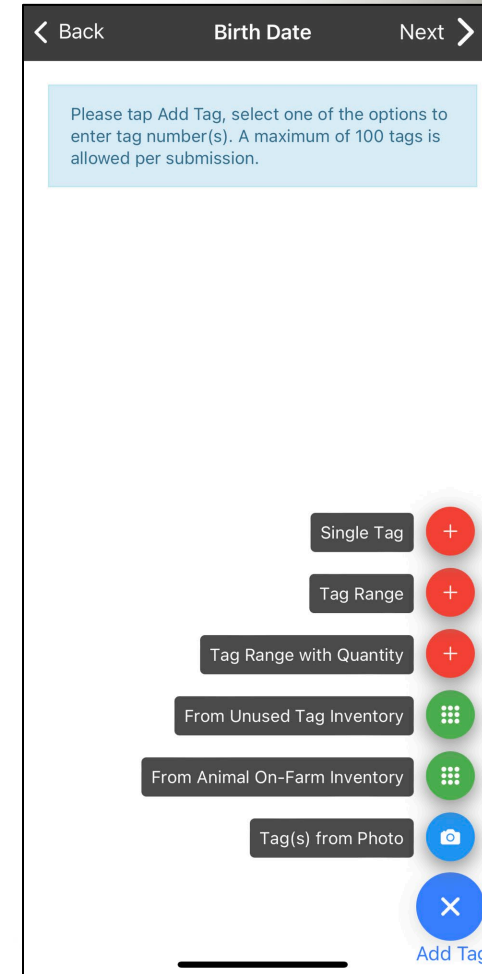 Back Birth Date Next
Please tap Add Tag, select one of the options to
enter tag number(s). A maximum of 100 tags is
allowed per submission.
Single Tag
Tag Range
Tag Range with Quantity
From Unused Tag Inventory
From Animal On-Farm Inventory
Tag(s) from Photo
Add Tag